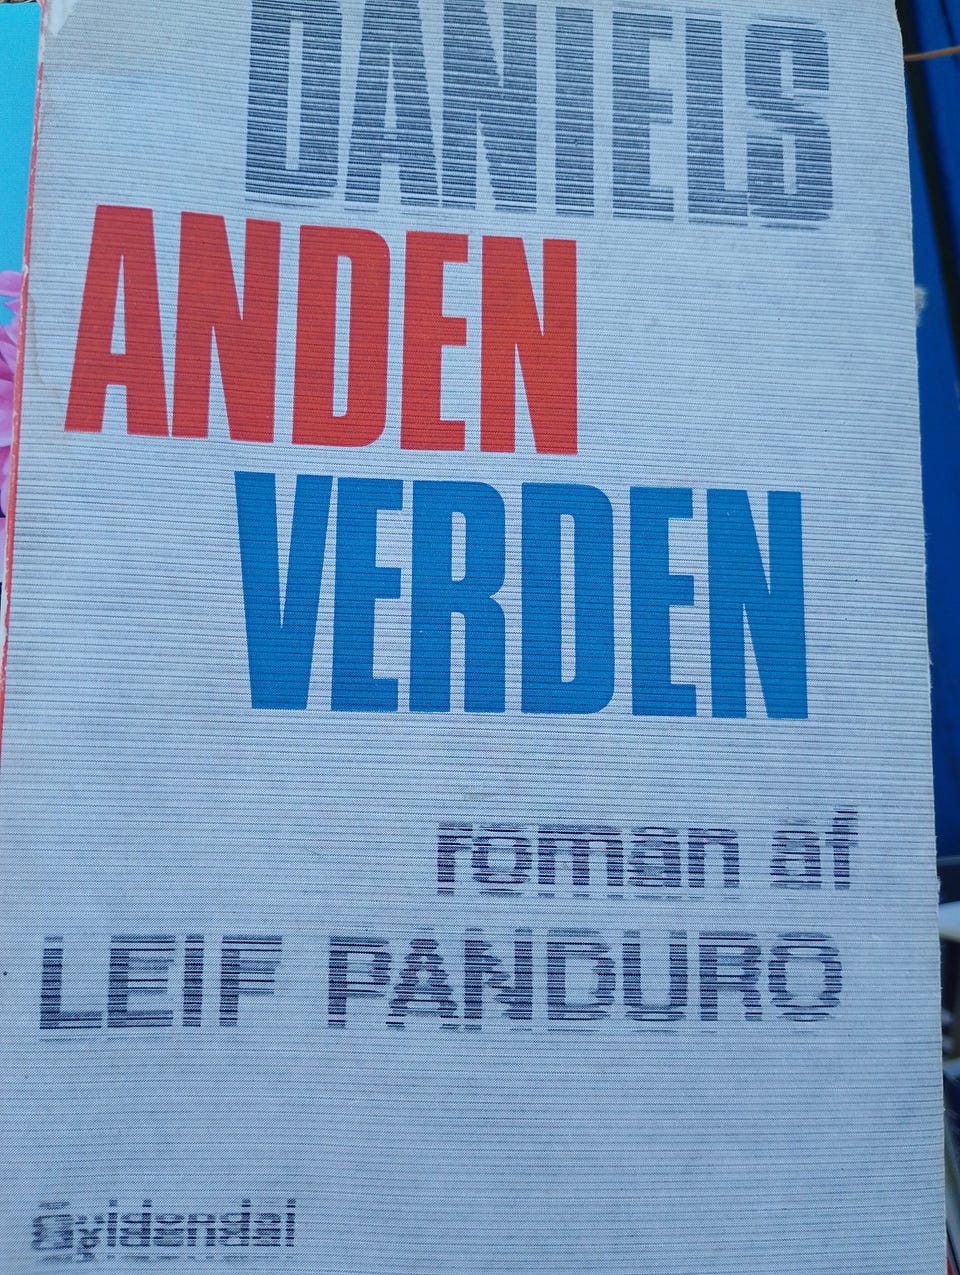 DANIELS
ANDEN
VERDEN
roman af
LEIF PANDURO
Gyldendal